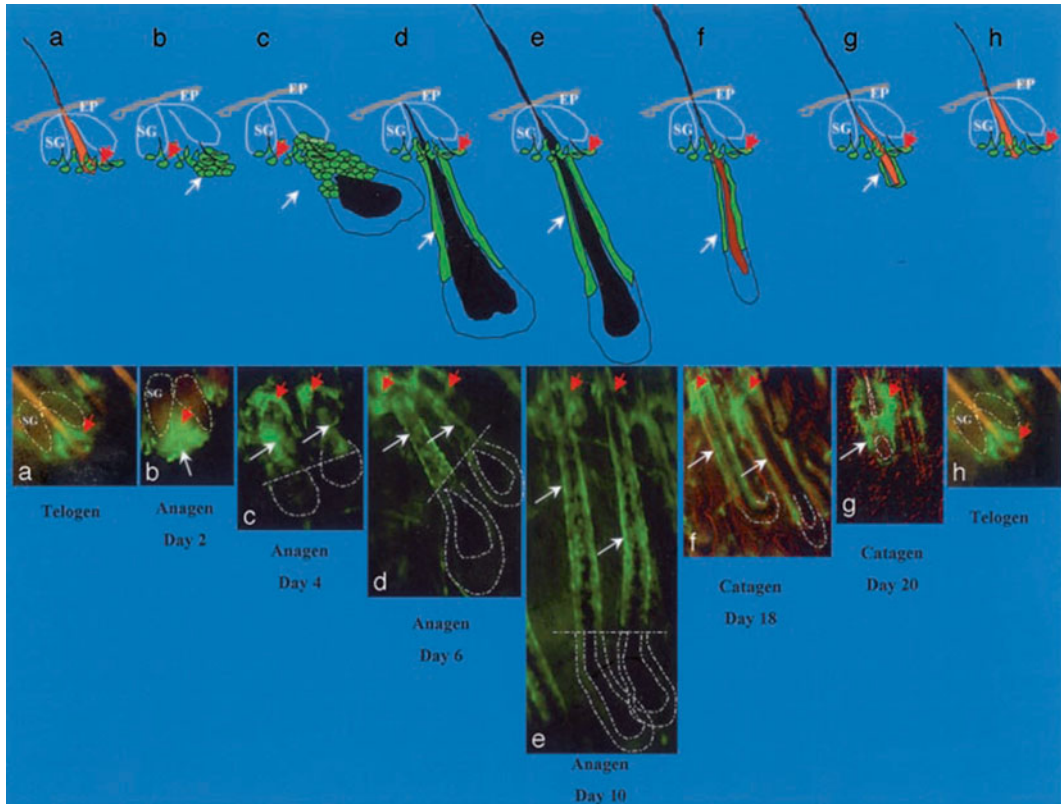 a b c d e f g h
EP EP EP EP EP EP EP EP
SG SG SG SG SG SG SG SG
SG SG SG
a b c d e f g h
Telogen
Anagen
Day 2
Anagen
Day 4
Anagen
Day 6
Anagen
Day 10
Catagen
Day 18
Catagen
Day 20
Telogen